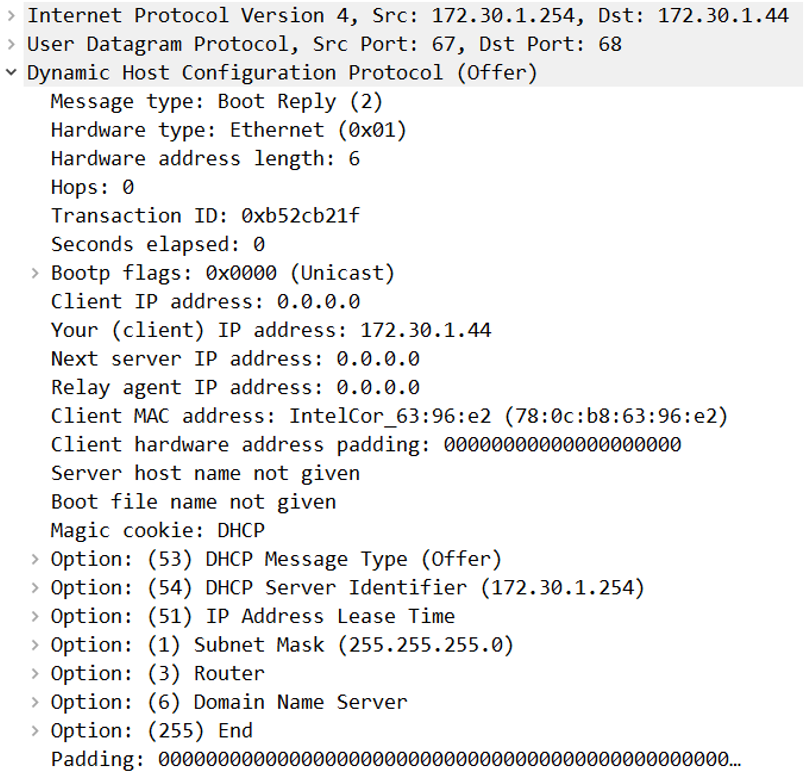 Internet Protocol Version 4, Src: 172.30.1.254, Dst: 172.30.1.44
User Datagram Protocol, Src Port: 67, Dst Port: 68
Dynamic Host Configuration Protocol (Offer)
Message type: Boot Reply (2)
Hardware type: Ethernet (0x01)
Hardware address length: 6
Hops: 0
Transaction ID: 0xb52cb21f
Seconds elapsed: 0
Bootp flags: 0x0000 (Unicast)
Client IP address: 0.0.0.0
Your (client) IP address: 172.30.1.44
Next server IP address: 0.0.0.0
Relay agent IP address: 0.0.0.0
Client MAC address: IntelCor_63:96:e2 (78:0c:b8:63:96:e2)
Client hardware address padding: 00000000000000000000
Server host name not given
Boot file name not given
Magic cookie: DHCP
Option: (53) DHCP Message Type (Offer)
Option: (54) DHCP Server Identifier (172.30.1.254)
Option: (51) IP Address Lease Time
Option: (1) Subnet Mask (255.255.255.0)
Option: (3) Router
Option: (6) Domain Name Server
Option: (255) End
Padding: 000000000000000000000000000000000000000000000000…